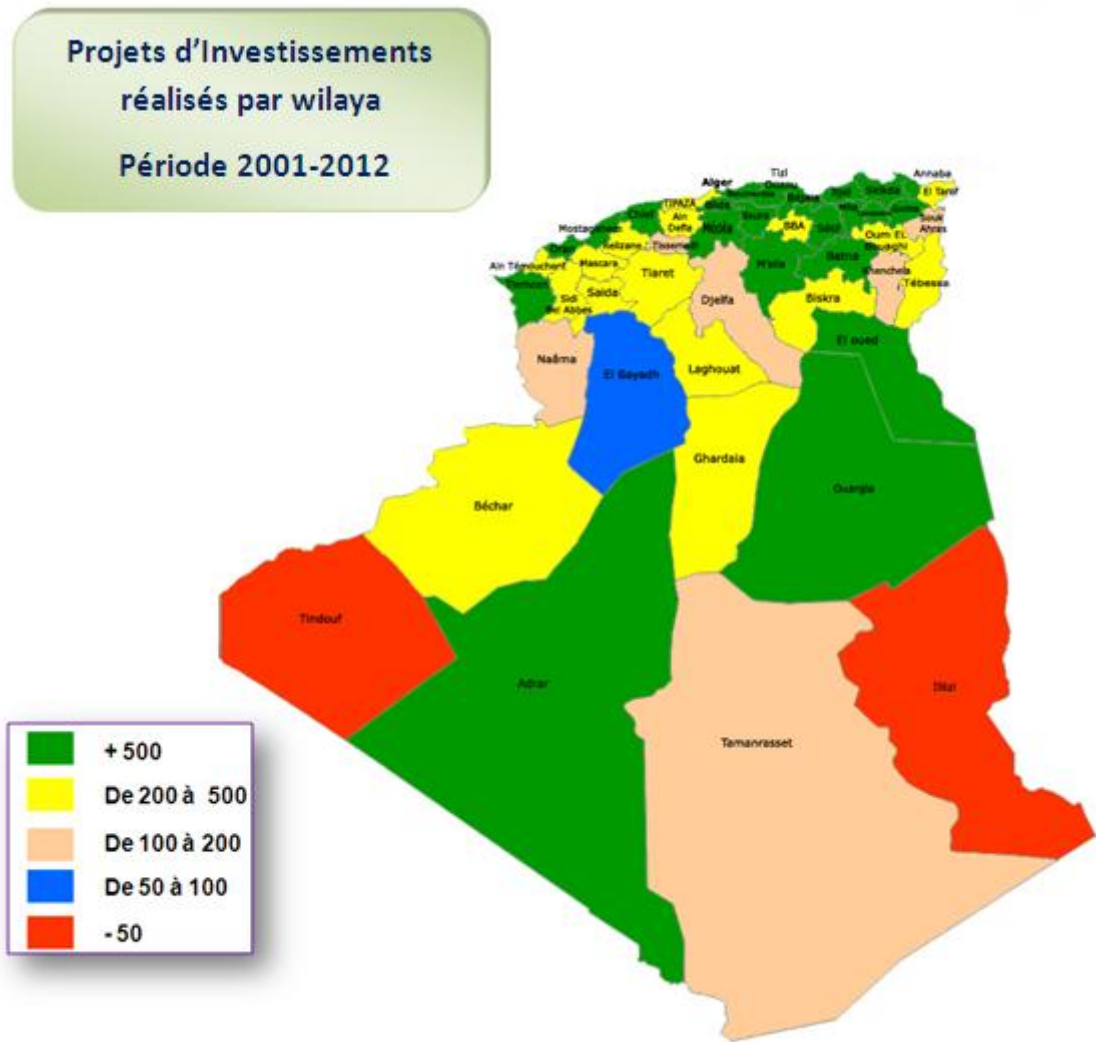 Projets d'Investissements
réalisés par wilaya
Période 2001-2012
Tizi
Ouzou
Annaba
Alger
El Taref
TIPAZA
Blida
Béjaia
Skikda
Souk
Ahras
Chlef
Ain
Defla
Médéa
Bouira
BBA
Sétif
Oum EL
Bouaghi
Mostaganem
Oran
Relizane
Tissemsilt
M'sila
Batna
Khenchela
Tébessa
Ain Témouchent
Mascara
Tiaret
Tlemcen
Sidi
Bel Abbes
Saida
Djelfa
Biskra
El oued
Naâma
El Bayadh
Laghouat
Ghardaia
Ouargla
Béchar
Tindouf
Adrar
Illizi
Tamanrasset
+ 500
De 200 à 500
De 100 à 200
De 50 à 100
- 50